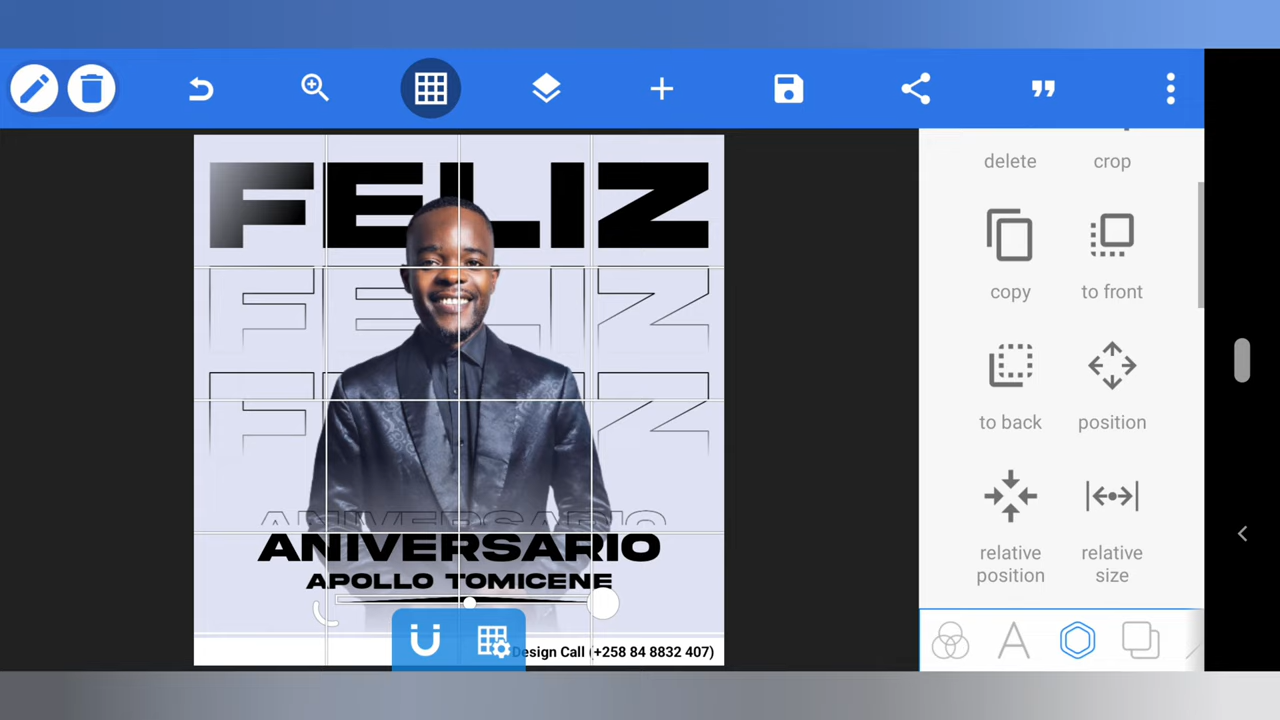 FELIZ
FELIZ
FELIZ
ANIVERSARIO
ANIVERSARIO
APOLLO TOMICENE
Design Call (+258 84 8832 407)
delete
crop
copy
to front
to back
position
relative
position
relative
size